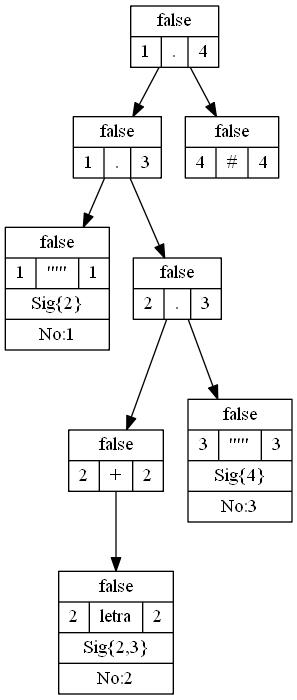 false
1 . 4
false
1 . 3
false
4 # 4
false
1 """ 1
Sig{2}
No:1
false
2 . 3
false
2 + 2
false
3 """ 3
Sig{4}
No:3
false
2 letra 2
Sig{2,3}
No:2